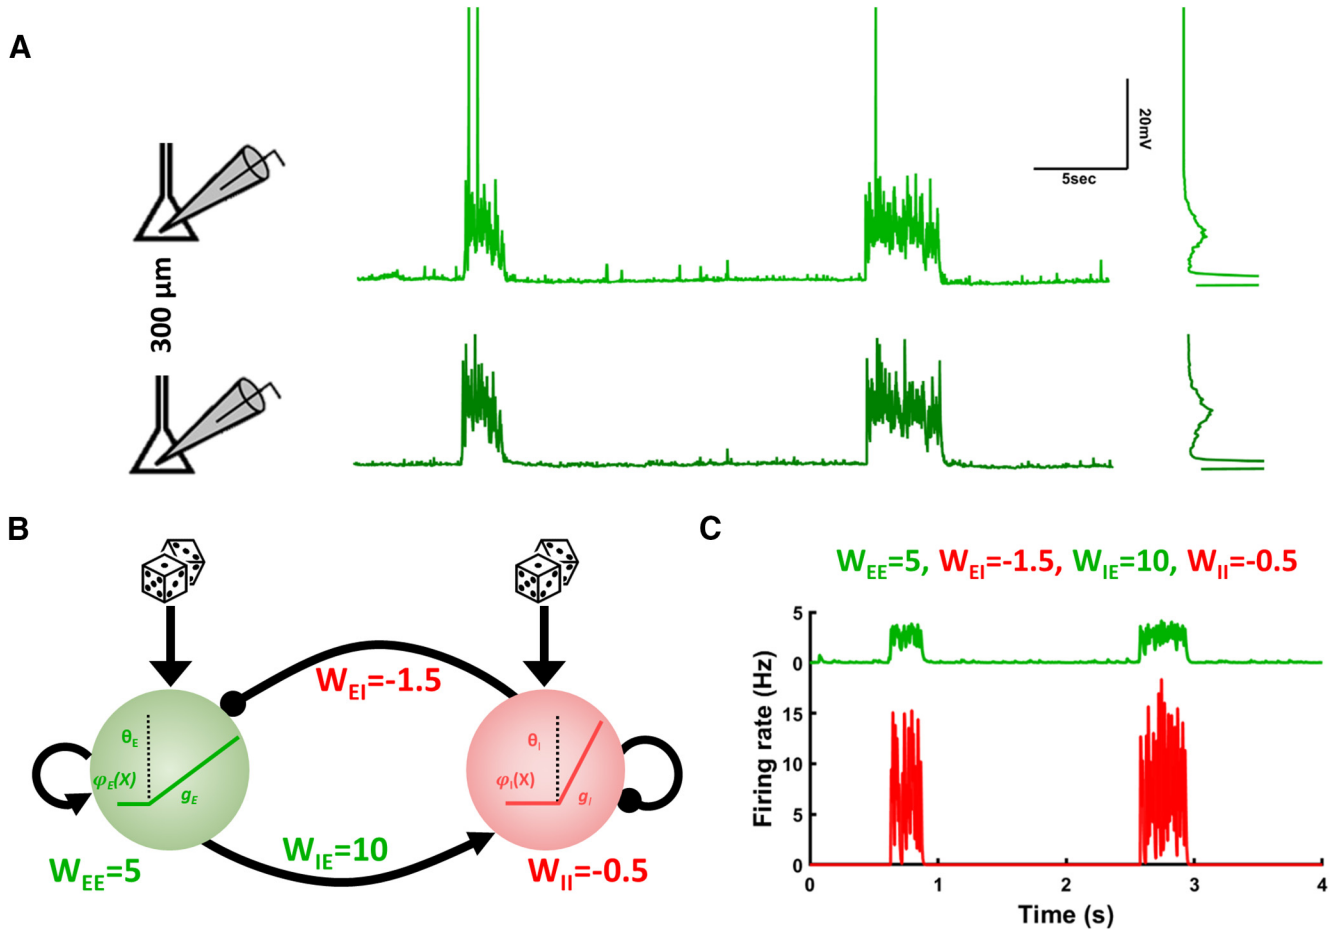 A
20mV
5sec
300 µm
B
C
W_EE=5, W_EI=-1.5, W_IE=10, W_II=-0.5
W_EI=-1.5
θ_E
φ_E(X)
g_E
θ_I
φ_I(X)
g_I
W_IE=10
W_EE=5
W_II=-0.5
Firing rate (Hz)
5
0
15
10
5
0
0
1
2
3
4
Time (s)